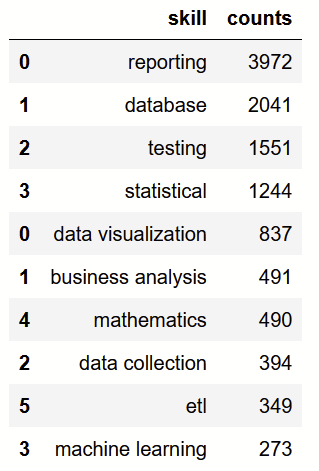 skill counts
0 reporting 3972
1 database 2041
2 testing 1551
3 statistical 1244
0 data visualization 837
1 business analysis 491
4 mathematics 490
2 data collection 394
5 etl 349
3 machine learning 273